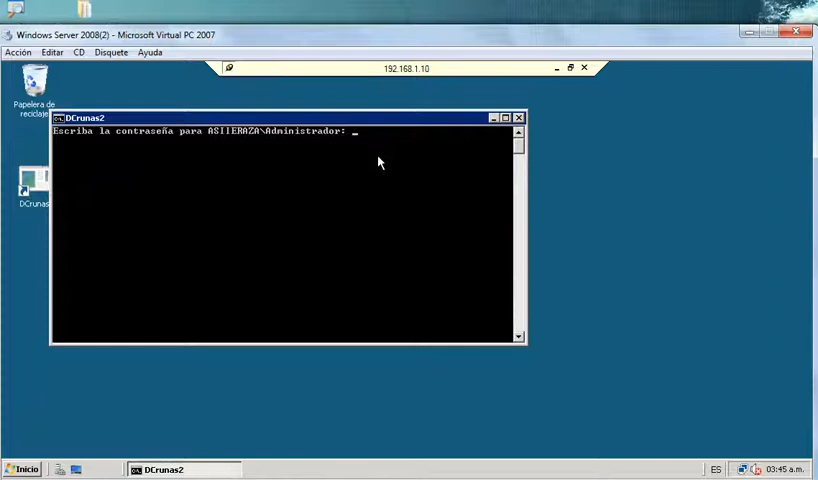 Windows Server 2008(2) - Microsoft Virtual PC 2007
Acción Editar CD Disquete Ayuda
192.168.1.10
Papelera de
reciclaje
DCrunas2
Escriba la contraseña para ASIIERAZA\Administrador: _
DCrunas
Inicio
DCrunas2
ES
03:45 a.m.